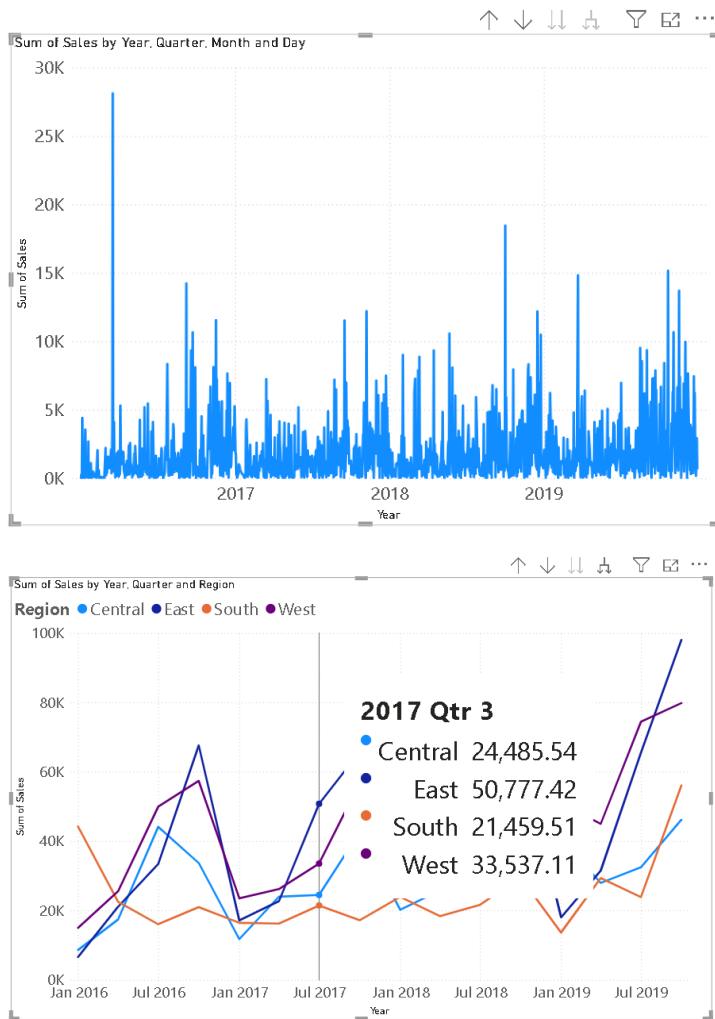 Sum of Sales by Year, Quarter, Month and Day
30K
25K
20K
15K
10K
5K
0K
Sum of Sales
2017 2018 2019
Year
Sum of Sales by Year, Quarter and Region
Region Central East South West
100K
80K
60K
40K
20K
0K
Sum of Sales
2017 Qtr 3
Central 24,485.54
East 50,777.42
South 21,459.51
West 33,537.11
Jan 2016 Jul 2016 Jan 2017 Jul 2017 Jan 2018 Jul 2018 Jan 2019 Jul 2019
Year